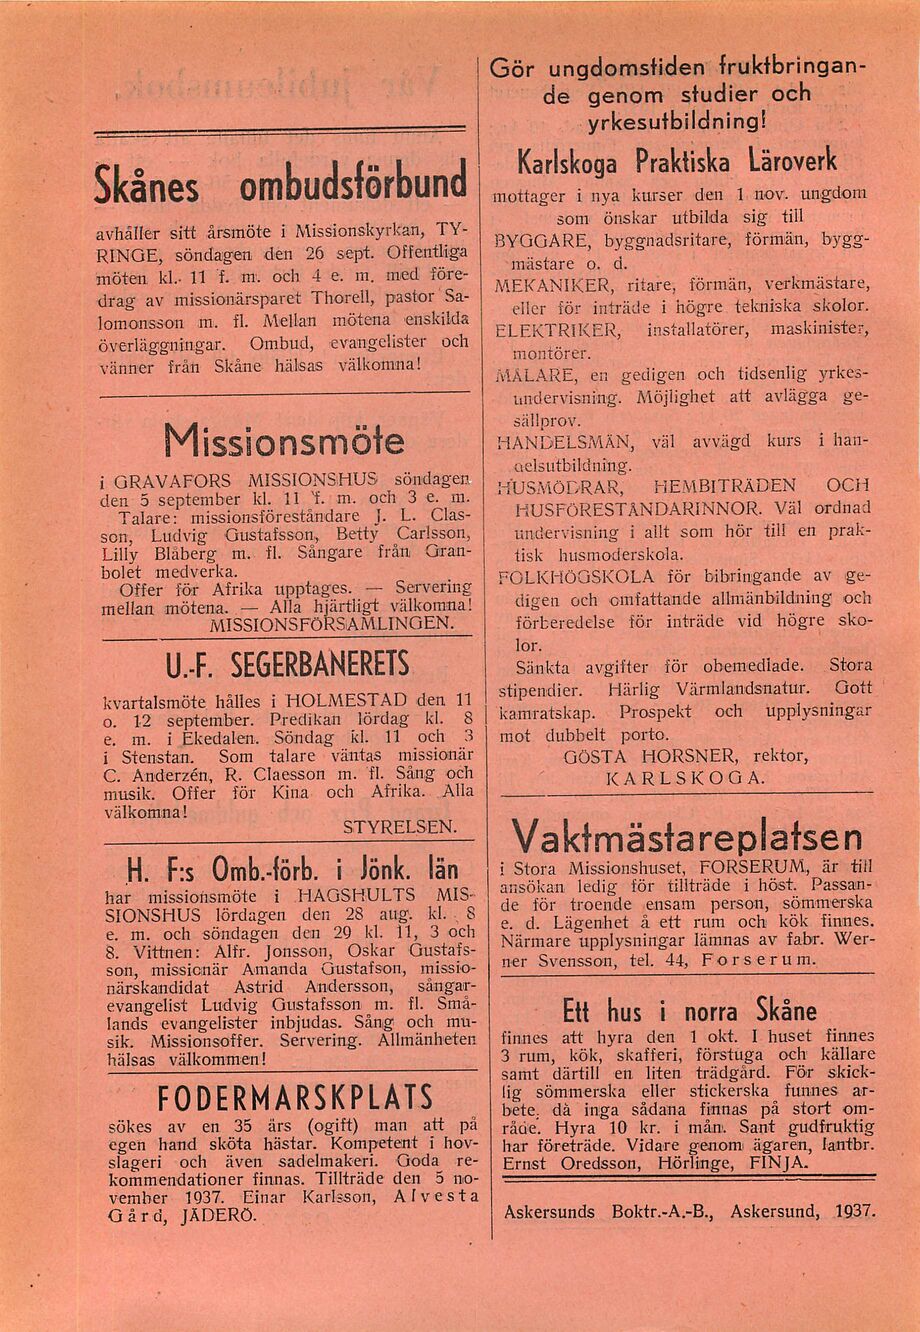 Skånes ombudsförbund
avhåller sitt årsmöte i Missionskyrkan, TY-
RINGE, söndagen den 26 sept. Offentliga
möten kl. 11 f. m. och 4 e. m. med före-
drag av missionärsparet Thorell, pastor Sa-
lomonsson m. fl. Mellan mötena enskilda
överläggningar. Ombud, evangelister och
vänner från Skåne hälsas välkomna!
Missionsmöte
i GRAVAFORS MISSIONSHUS söndagen
den 5 september kl. 11 f. m. och 3 e. m.
Talare: missionsföreståndare J. L. Clas-
son, Ludvig Gustafsson, Betty Carlsson,
Lilly Blåberg m. fl. Sångare från Gran-
bolet medverka.
Offer för Afrika upptages. — Servering
mellan mötena. — Alla hjärtligt välkomna!
MISSIONSFÖRSAMLINGEN.
U.-F. SEGERBANERETS
kvartalsmöte hålles i HOLMESTAD den 11
o. 12 september. Predikan lördag kl. 8
e. m. i Ekedalen. Söndag kl. 11 och 3
i Stenstan. Som talare väntas missionär
C. Anderzén, R. Claesson m. fl. Sång och
musik. Offer för Kina och Afrika. Alla
välkomna!
STYRELSEN.
H. F:s Omb.-förb. i Jönk. län
har missionsmöte i HAGSHULTS MIS-
SIONSHUS lördagen den 28 aug. kl. 8
e. m. och söndagen den 29 kl. 11, 3 och
8. Vittnen: Alfr. Jonsson, Oskar Gustafs-
son, missionär Amanda Gustafson, missio-
närskandidat Astrid Andersson, sångar-
evangelist Ludvig Gustafsson m. fl. Små-
lands evangelister inbjudas. Sång och mu-
sik. Missionsoffer. Servering. Allmänheten
hälsas välkommen!
FODERMARSKPLATS
sökes av en 35 års (ogift) man att på
egen hand sköta hästar. Kompetent i hov-
slageri och även sadelmakeri. Goda re-
kommendationer finnas. Tillträde den 5 no-
vember 1937. Einar Karlsson, Alvesta
Gård, JÄDERÖ.
Gör ungdomstiden fruktbringan-
de genom studier och
yrkesutbildning!
Karlskoga Praktiska Läroverk
mottager i nya kurser den 1 nov. ungdom
som önskar utbilda sig till
BYGGARE, byggnadsritare, förmän, bygg-
mästare o. d.
MEKANIKER, ritare, förmän, verkmästare,
eller för inträde i högre tekniska skolor.
ELEKTRIKER, installatörer, maskinister,
montörer.
MÅLARE, en gedigen och tidsenlig yrkes-
undervisning. Möjlighet att avlägga ge-
sällprov.
HANDELSMÄN, väl avvägd kurs i han-
delsutbildning.
HUSMÖDRAR, HEMBITRÄDEN OCH
HUSFÖRESTÅNDARINNOR. Väl ordnad
undervisning i allt som hör till en prak-
tisk husmoderskola.
FOLKHÖGSKOLA för bibringande av ge-
digen och omfattande allmänbildning och
förberedelse för inträde vid högre sko-
lor.
Sänkta avgifter för obemedlade. Stora
stipendier. Härlig Värmlandsnatur. Gott
kamratskap. Prospekt och upplysningar
mot dubbelt porto.
GÖSTA HORSNER, rektor,
KARLSKOGA.
Vaktmästareplatsen
i Stora Missionshuset, FORSERUM, är till
ansökan ledig för tillträde i höst. Passan-
de för troende ensam person, sömmerska
e. d. Lägenhet å ett rum och kök finnes.
Närmare upplysningar lämnas av fabr. Wer-
ner Svensson, tel. 44, Forserum.
Ett hus i norra Skåne
finnes att hyra den 1 okt. I huset finnes
3 rum, kök, skafferi, förstuga och källare
samt därtill en liten trädgård. För skick-
lig sömmerska eller stickerska funnes ar-
bete, då inga sådana finnas på stort om-
råde. Hyra 10 kr. i mån. Sant gudfruktig
har företräde. Vidare genom ägaren, lantbr.
Ernst Oredsson, Hörlinge, FINJA.
Askersunds Boktr.-A.-B., Askersund, 1937.